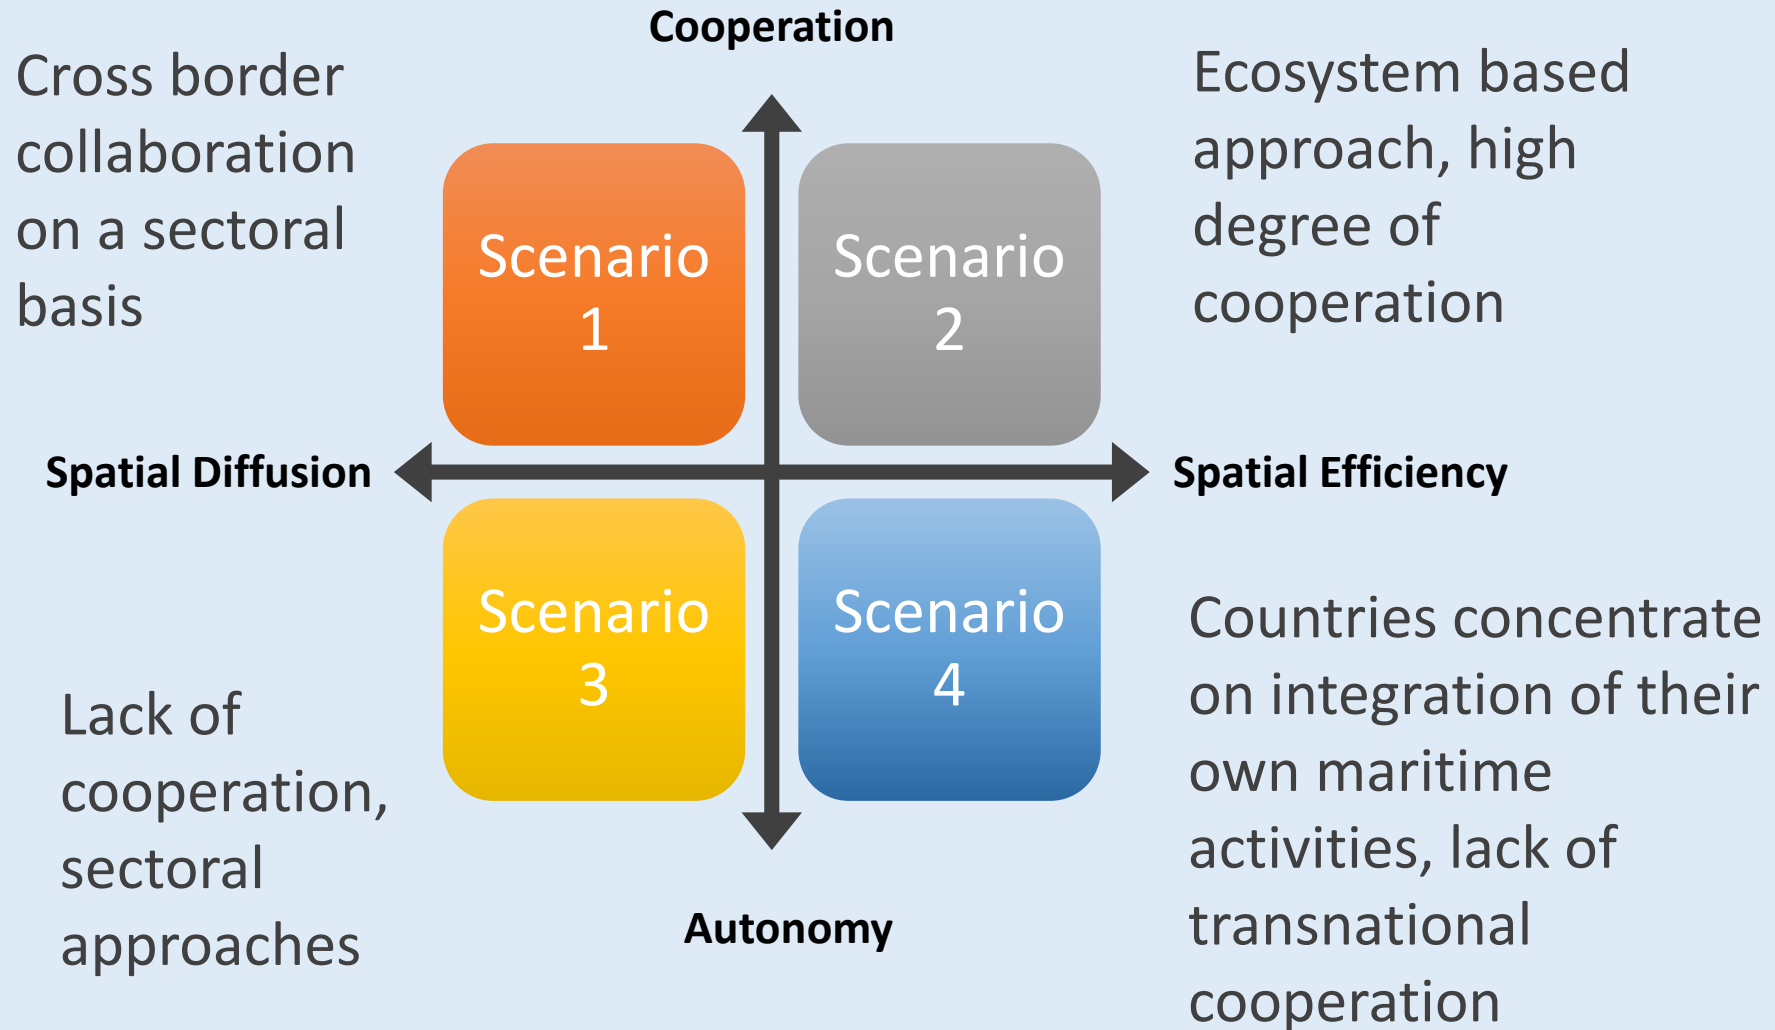 Cooperation
Cross border
collaboration
on a sectoral
basis
Scenario
1
Scenario
2
Ecosystem based
approach, high
degree of
cooperation
Spatial Diffusion
Spatial Efficiency
Lack of
cooperation,
sectoral
approaches
Scenario
3
Scenario
4
Countries concentrate
on integration of their
own maritime
activities, lack of
transnational
cooperation
Autonomy